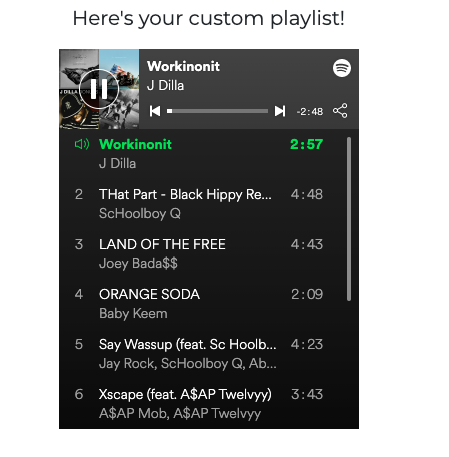 Here's your custom playlist!
Workinonit
J Dilla
-2:48
Workinonit 2:57
J Dilla
2 THat Part - Black Hippy Re... 4:48
ScHoolboy Q
3 LAND OF THE FREE 4:43
Joey Bada$$
4 ORANGE SODA 2:09
Baby Keem
5 Say Wassup (feat. Sc Hoolb... 4:23
Jay Rock, ScHoolboy Q, Ab...
6 Xscape (feat. A$AP Twelvyy) 3:43
A$AP Mob, A$AP Twelvyy